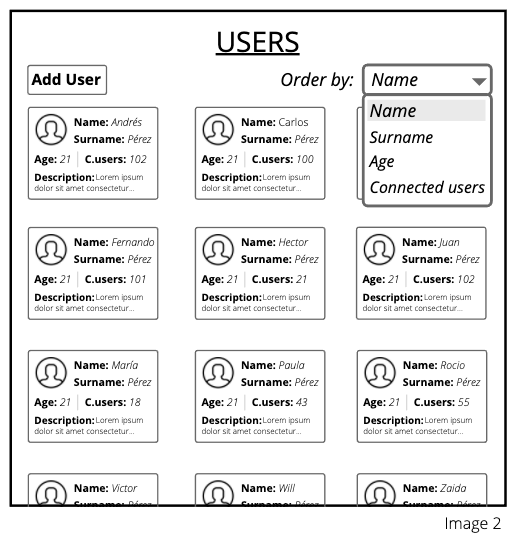 USERS
Add User
Order by: Name
Name
Surname
Age
Connected users
Name: Andrés
Surname: Pérez
Age: 21 C.users: 102
Description: Lorem ipsum
dolor sit amet consectetur...
Name: Carlos
Surname: Pérez
Age: 21 C.users: 100
Description: Lorem ipsum
dolor sit amet consectetur...
Name: Fernando
Surname: Pérez
Age: 21 C.users: 101
Description: Lorem ipsum
dolor sit amet consectetur...
Name: Hector
Surname: Pérez
Age: 21 C.users: 21
Description: Lorem ipsum
dolor sit amet consectetur...
Name: Juan
Surname: Pérez
Age: 21 C.users: 102
Description: Lorem ipsum
dolor sit amet consectetur...
Name: María
Surname: Pérez
Age: 21 C.users: 18
Description: Lorem ipsum
dolor sit amet consectetur...
Name: Paula
Surname: Pérez
Age: 21 C.users: 43
Description: Lorem ipsum
dolor sit amet consectetur...
Name: Rocio
Surname: Pérez
Age: 21 C.users: 55
Description: Lorem ipsum
dolor sit amet consectetur...
Name: Victor
Surname: Pérez
Name: Will
Surname: Pérez
Name: Zaida
Surname: Pérez
Image 2